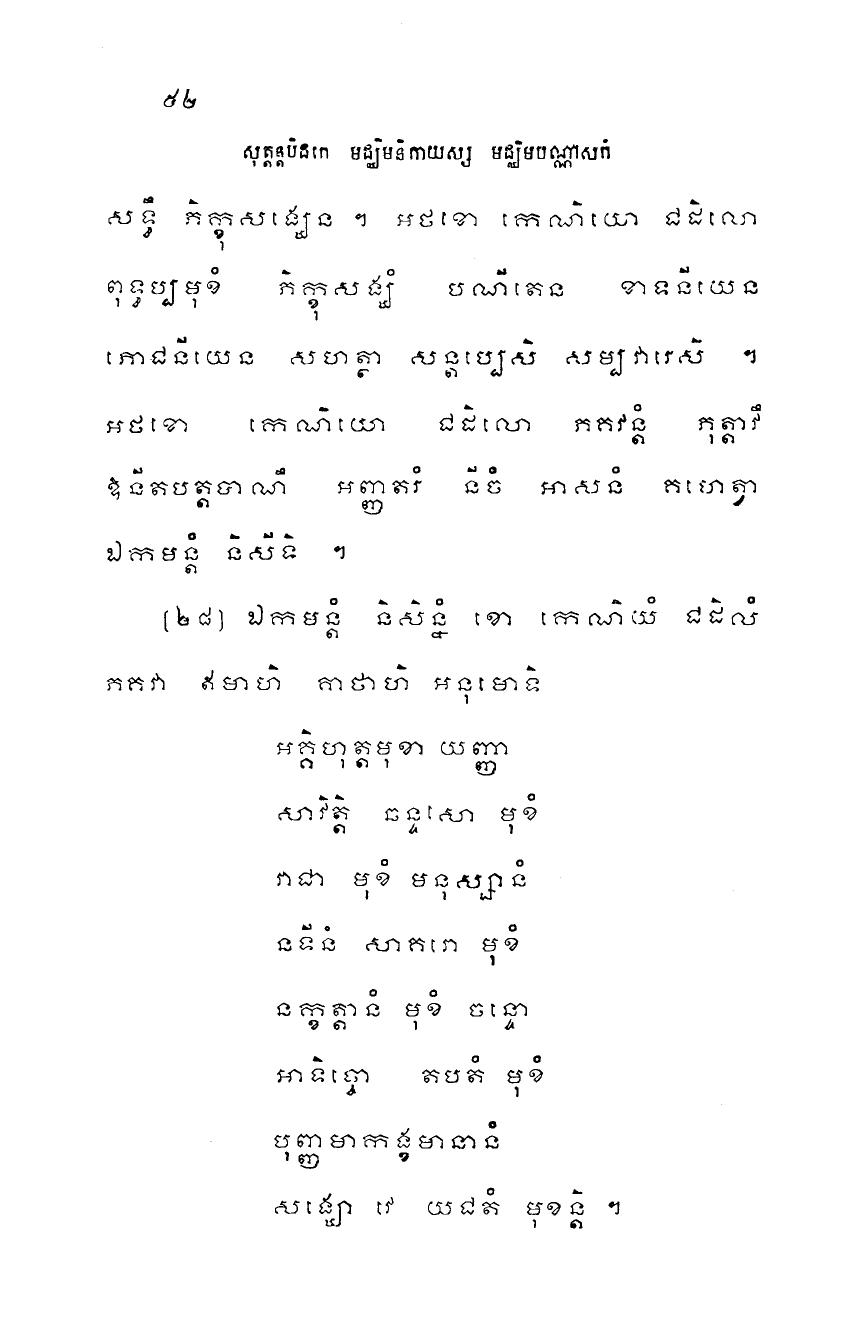 ៥២
សុត្តន្តបិដកេ មជ្ឈិមនិកាយស្ស មជ្ឈិមបណ្ណាសកំ
សទ្ធឹ ភិក្ខុសង្ឃេន ។ អថខោ កេណិយោ ជដិលោ
ពុទ្ធប្បមុខំ ភិក្ខុសង្ឃំ បណីតេន ខាទនីយេន
ភោជនីយេន សហត្ថា សន្តប្បេសិ សម្បវារេសិ ។
អថខោ កេណិយោ ជដិលោ ភគវន្តំ ភុត្តាវឹ
ឱនីតបត្តបាណឹ អញ្ញតរំ នីចំ អាសនំ គហេត្វា
ឯកមន្តំ និសីទិ ។
[២៨] ឯកមន្តំ និសិន្នំ ខោ កេណិយំ ជដិលំ
ភគវា ឥមាហិ គាថាហិ អនុមោទិ
អគ្គិហុត្តមុខា យញ្ញា
សាវិត្តិ ឆន្ទសោ មុខំ
រាជា មុខំ មនុស្សានំ
នទីនំ សាគរោ មុខំ
នក្ខត្តានំ មុខំ ចន្ទោ
អាទិច្ចោ តបតំ មុខំ
បុញ្ញមាកង្ខមានានំ
សង្ឃោ វេ យជតំ មុខន្តិ ។